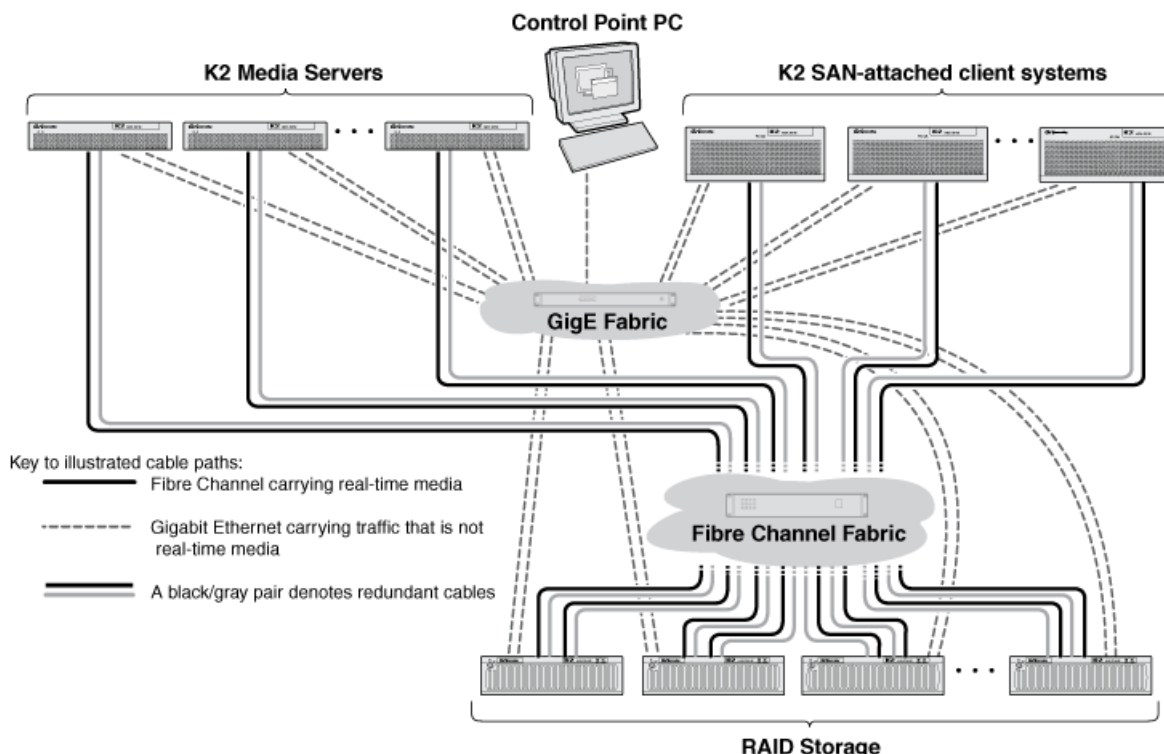 Control Point PC
K2 Media Servers
K2 SAN-attached client systems
GigE Fabric
Key to illustrated cable paths:
Fibre Channel carrying real-time media
Gigabit Ethernet carrying traffic that is not
real-time media
A black/gray pair denotes redundant cables
Fibre Channel Fabric
RAID Storage